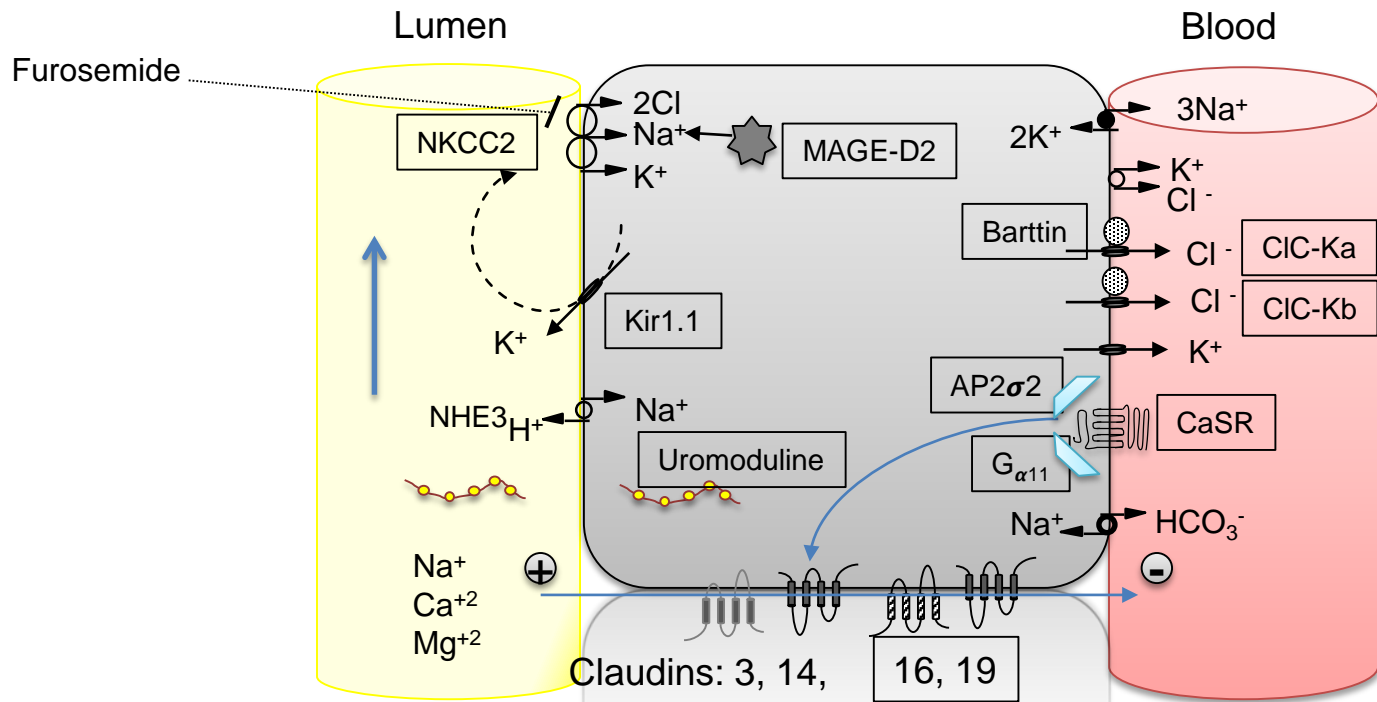 Lumen
Blood
Furosemide
2Cl
NKCC2
Na⁺
K⁺
MAGE-D2
2K⁺
3Na⁺
K⁺
Cl ⁻
Barttin
Cl ⁻
ClC-Ka
Cl ⁻
ClC-Kb
K⁺
Kir1.1
K⁺
AP2σ2
CaSR
Gα11
NHE3
H⁺
Na⁺
Uromoduline
Na⁺
HCO₃⁻
+
-
Na⁺
Ca⁺²
Mg⁺²
Claudins: 3, 14, 16, 19